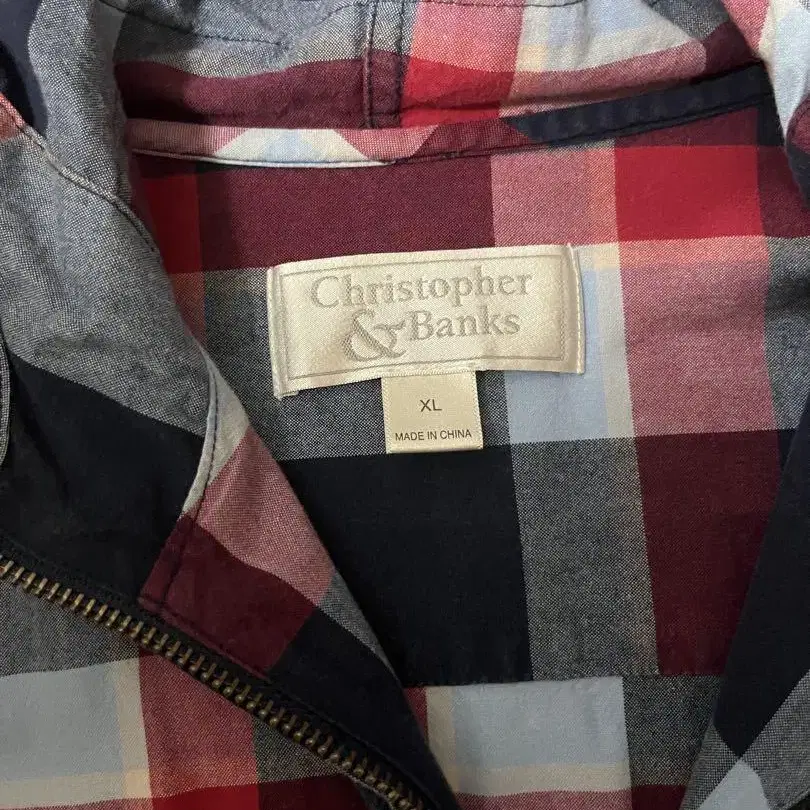 Christopher
& Banks
XL
MADE IN CHINA